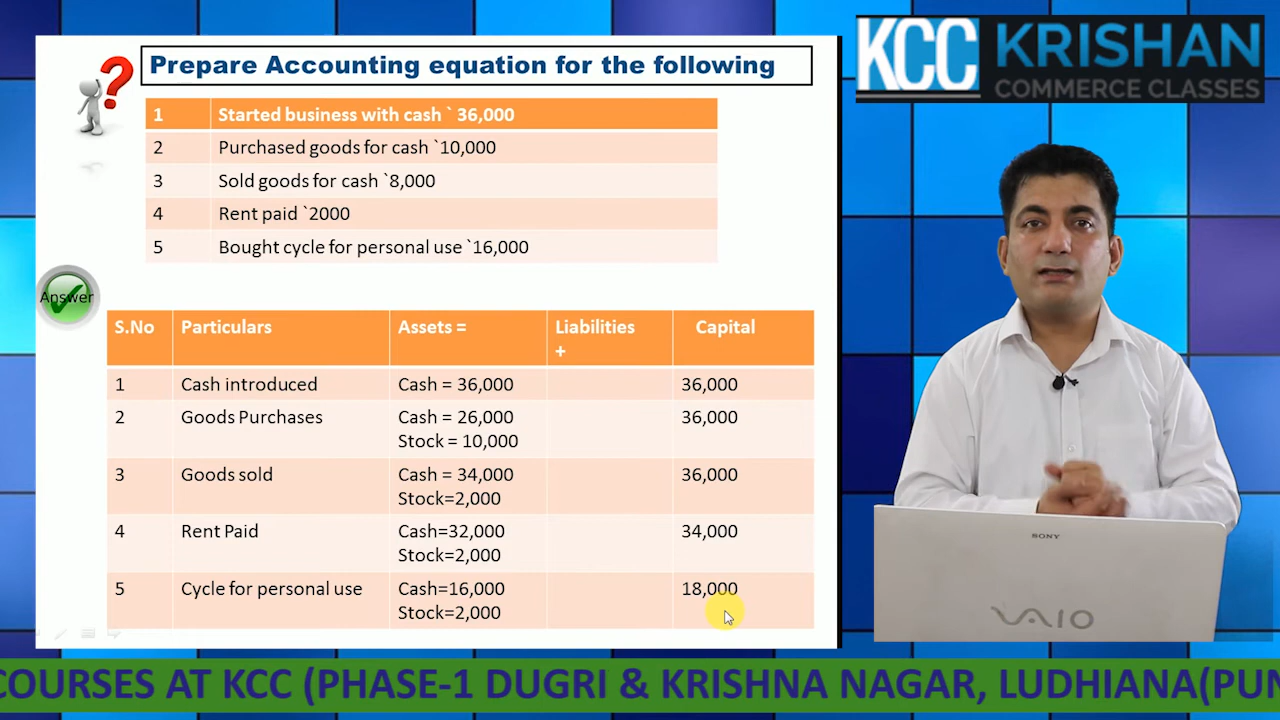 Prepare Accounting equation for the following
KCC KRISHAN
COMMERCE CLASSES
1 Started business with cash ` 36,000
2 Purchased goods for cash `10,000
3 Sold goods for cash `8,000
4 Rent paid `2000
5 Bought cycle for personal use `16,000
Answer
S.No Particulars Assets = Liabilities + Capital
1 Cash introduced Cash = 36,000 36,000
2 Goods Purchases Cash = 26,000 36,000
Stock = 10,000
3 Goods sold Cash = 34,000 36,000
Stock=2,000
4 Rent Paid Cash=32,000 34,000
Stock=2,000
5 Cycle for personal use Cash=16,000 18,000
Stock=2,000
SONY
VAIO
COURSES AT KCC (PHASE-1 DUGRI & KRISHNA NAGAR, LUDHIANA(PUN